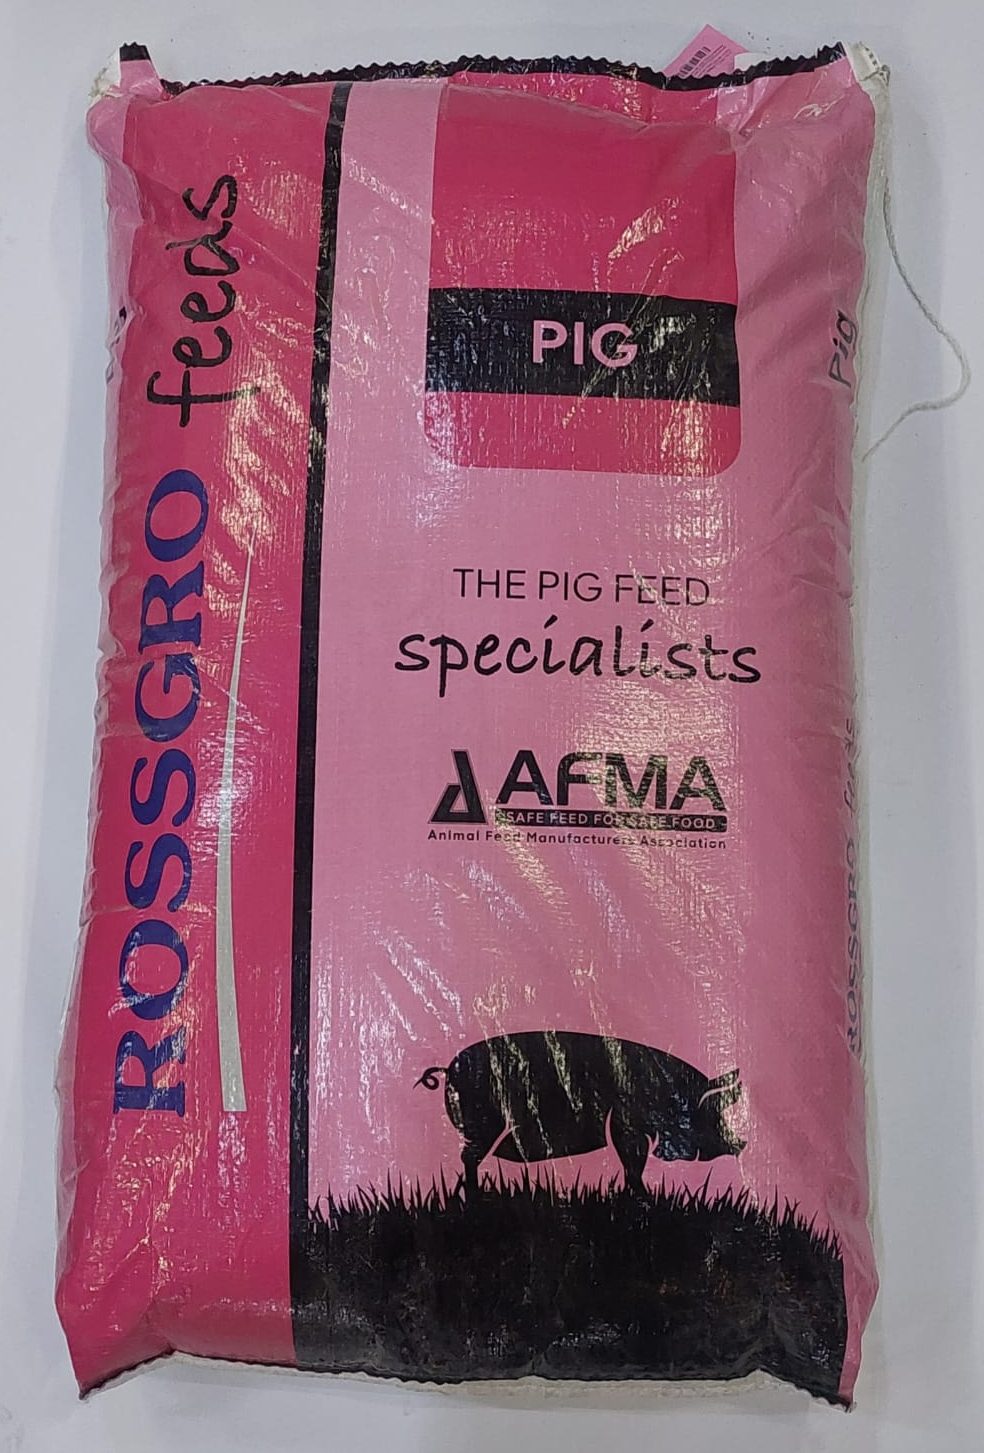 ROSSGRO feeds
PIG
THE PIG FEED
specialists
AFMA
SAFE FEED FOR SAFE FOOD
Animal Feed Manufacturers Association
Pig
ROSSGRO feeds